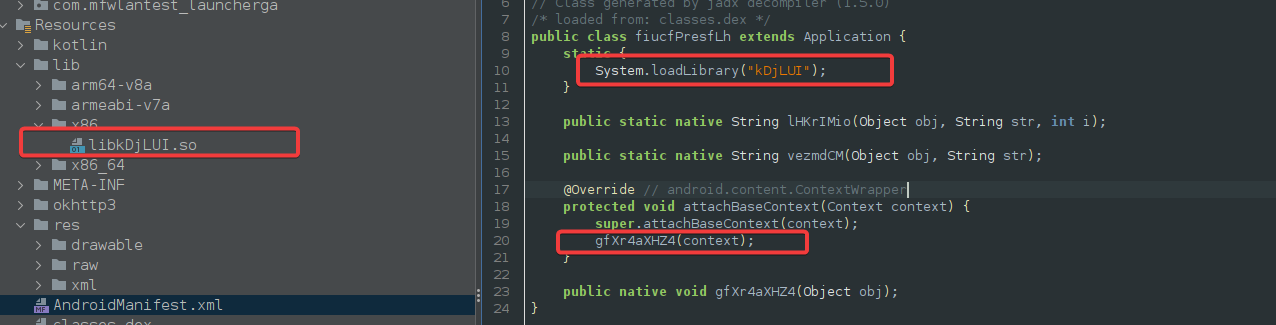 com.mfwlantest_launcherga
Resources
kotlin
lib
arm64-v8a
armeabi-v7a
x86
libkDjLUI.so
x86_64
META-INF
okhttp3
res
drawable
raw
xml
AndroidManifest.xml
classes.dex
6 // Class generated by jadx decompiler (1.5.0)
7 /* loaded from: classes.dex */
8 public class fiucfPresfLh extends Application {
9 static {
10 System.loadLibrary("kDjLUI");
11 }
12
13 public static native String lHKrIMio(Object obj, String str, int i);
14
15 public static native String vezmdCM(Object obj, String str);
16
17 @Override // android.content.ContextWrapper
18 protected void attachBaseContext(Context context) {
19 super.attachBaseContext(context);
20 gfXr4aXHZ4(context);
21 }
22
23 public native void gfXr4aXHZ4(Object obj);
24 }